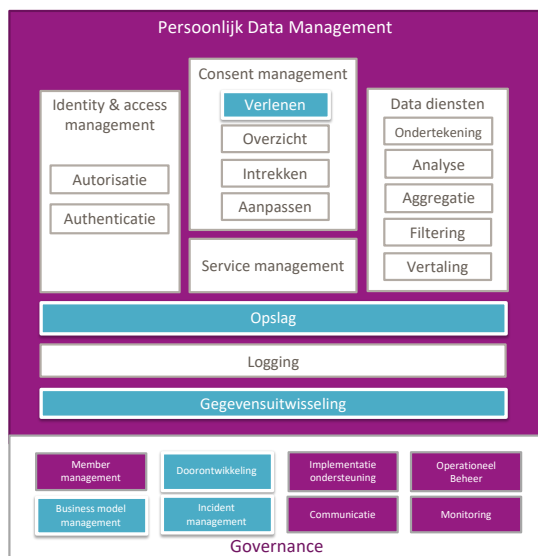 Persoonlijk Data Management
Identity & access
management
Autorisatie
Authenticatie
Consent management
Verlenen
Overzicht
Intrekken
Aanpassen
Service management
Data diensten
Ondertekening
Analyse
Aggregatie
Filtering
Vertaling
Opslag
Logging
Gegevensuitwisseling
Member
management
Doorontwikkeling
Implementatie
ondersteuning
Operationeel
Beheer
Business model
management
Incident
management
Communicatie
Monitoring
Governance